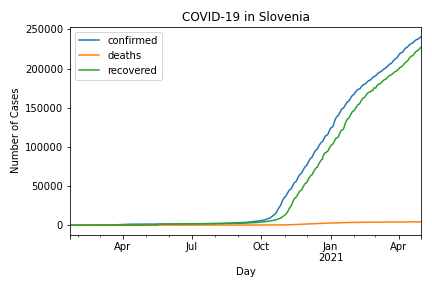 COVID-19 in Slovenia
confirmed
deaths
recovered
Number of Cases
250000
200000
150000
100000
50000
0
Apr
Jul
Oct
Jan
2021
Apr
Day